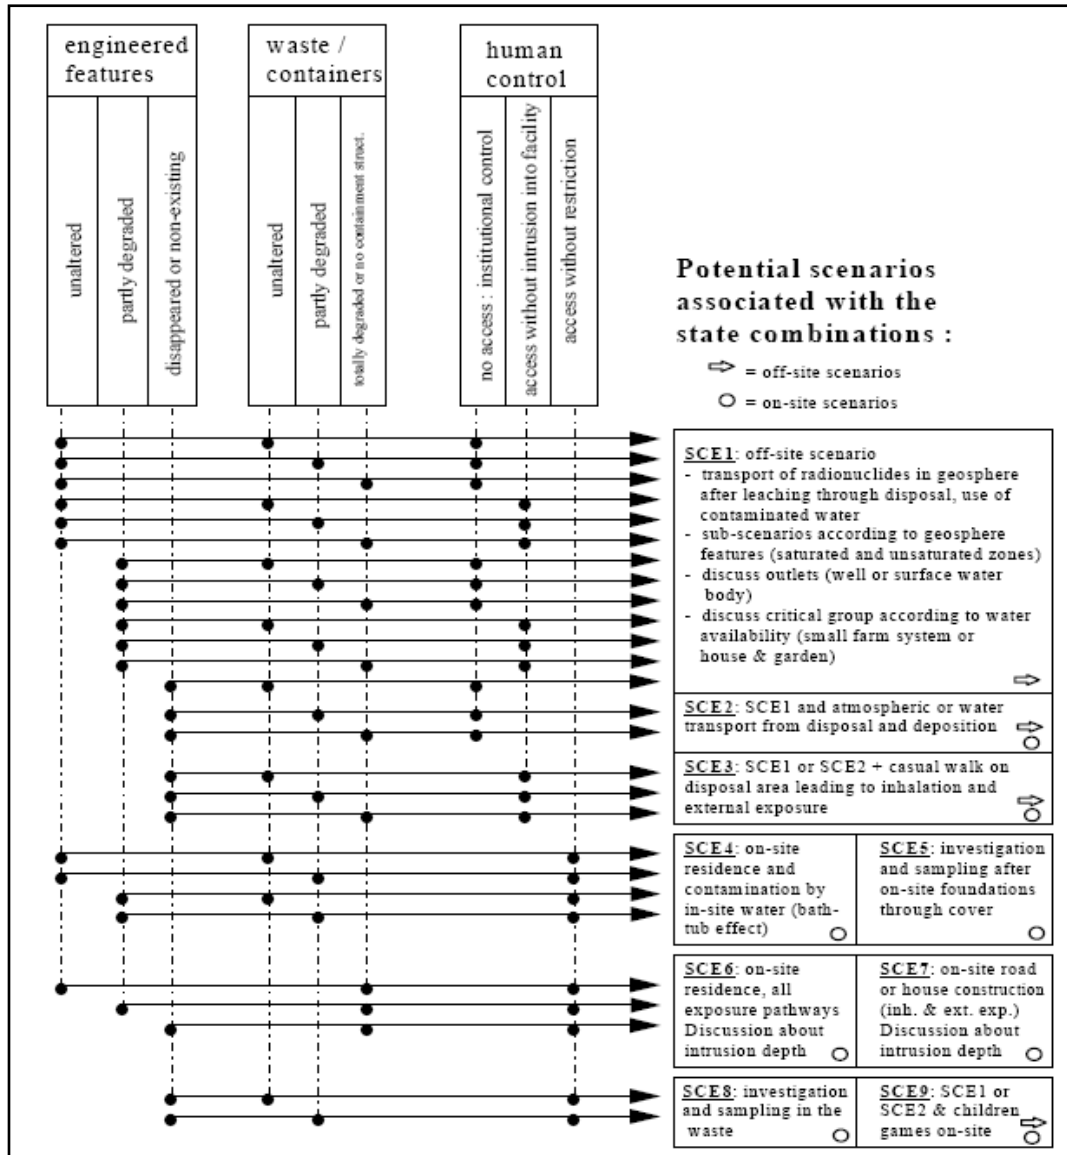 engineered
features
waste /
containers
human
control
unaltered
partly degraded
disappeared or non-existing
unaltered
partly degraded
totally degraded or no containment struct.
no access : institutional control
access without intrusion into facility
access without restriction
Potential scenarios
associated with the
state combinations :
= off-site scenarios
= on-site scenarios
SCE1: off-site scenario
- transport of radionuclides in geosphere
after leaching through disposal, use of
contaminated water
- sub-scenarios according to geosphere
features (saturated and unsaturated zones)
- discuss outlets (well or surface water
body)
- discuss critical group according to water
availability (small farm system or
house & garden)
SCE2: SCE1 and atmospheric or water
transport from disposal and deposition
SCE3: SCE1 or SCE2 + casual walk on
disposal area leading to inhalation and
external exposure
SCE4: on-site
residence and
contamination by
in-site water (bath-
tub effect)
SCE5: investigation
and sampling after
on-site foundations
through cover
SCE6: on-site
residence, all
exposure pathways
Discussion about
intrusion depth
SCE7: on-site road
or house construction
(inh. & ext. exp.)
Discussion about
intrusion depth
SCE8: investigation
and sampling in the
waste
SCE9: SCE1 or
SCE2 & children
games on-site